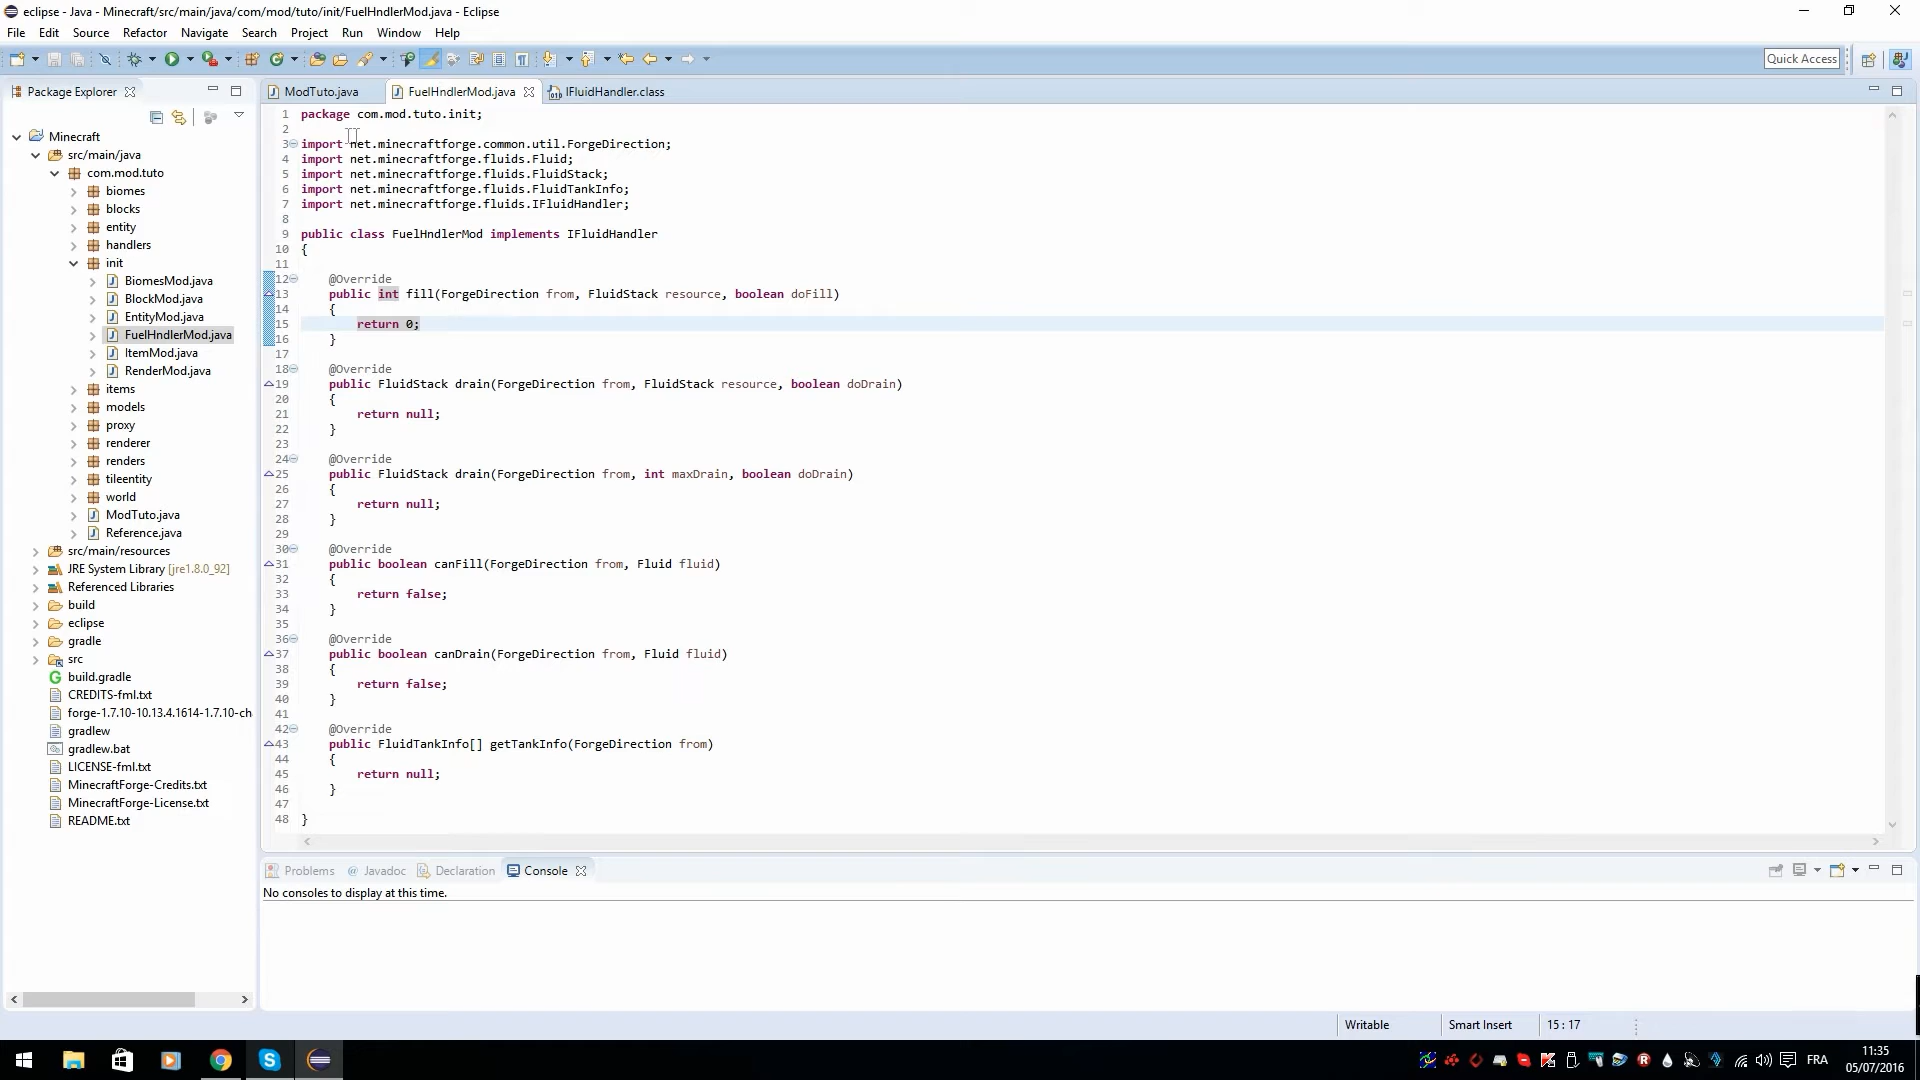 eclipse - Java - Minecraft/src/main/java/com/mod/tuto/init/FuelHndlerMod.java - Eclipse
File Edit Source Refactor Navigate Search Project Run Window Help
Quick Access
Package Explorer
Minecraft
src/main/java
com.mod.tuto
biomes
blocks
entity
handlers
init
BiomesMod.java
BlockMod.java
EntityMod.java
FuelHndlerMod.java
ItemMod.java
RenderMod.java
items
models
proxy
renderer
renders
tileentity
world
ModTuto.java
Reference.java
src/main/resources
JRE System Library [jre1.8.0_92]
Referenced Libraries
build
eclipse
gradle
src
build.gradle
CREDITS-fml.txt
forge-1.7.10-10.13.4.1614-1.7.10-ch
gradlew
gradlew.bat
LICENSE-fml.txt
MinecraftForge-Credits.txt
MinecraftForge-License.txt
README.txt
ModTuto.java FuelHndlerMod.java IFluidHandler.class
1 package com.mod.tuto.init;
2
3 import net.minecraftforge.common.util.ForgeDirection;
4 import net.minecraftforge.fluids.Fluid;
5 import net.minecraftforge.fluids.FluidStack;
6 import net.minecraftforge.fluids.FluidTankInfo;
7 import net.minecraftforge.fluids.IFluidHandler;
8
9 public class FuelHndlerMod implements IFluidHandler
10 {
11
12 @Override
13 public int fill(ForgeDirection from, FluidStack resource, boolean doFill)
14 {
15 return 0;
16 }
17
18 @Override
19 public FluidStack drain(ForgeDirection from, FluidStack resource, boolean doDrain)
20 {
21 return null;
22 }
23
24 @Override
25 public FluidStack drain(ForgeDirection from, int maxDrain, boolean doDrain)
26 {
27 return null;
28 }
29
30 @Override
31 public boolean canFill(ForgeDirection from, Fluid fluid)
32 {
33 return false;
34 }
35
36 @Override
37 public boolean canDrain(ForgeDirection from, Fluid fluid)
38 {
39 return false;
40 }
41
42 @Override
43 public FluidTankInfo[] getTankInfo(ForgeDirection from)
44 {
45 return null;
46 }
47
48 }
Problems @ Javadoc Declaration Console
No consoles to display at this time.
Writable Smart Insert 15 : 17
FRA
11:35
05/07/2016